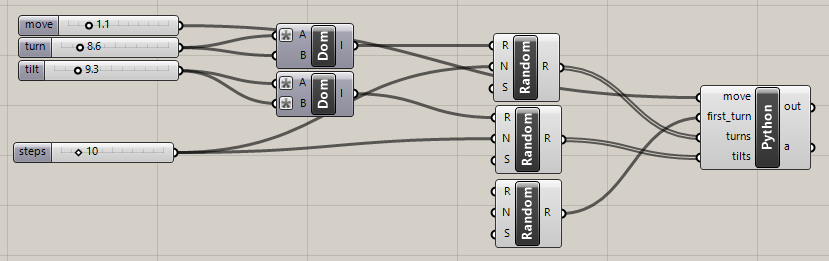 move 1.1
turn 8.6
tilt 9.3
steps 10
A
B
Dom
I
A
B
Dom
I
R
N
S
Random
R
R
N
S
Random
R
R
N
S
Random
R
move
first_turn
turns
tilts
Python
out
a